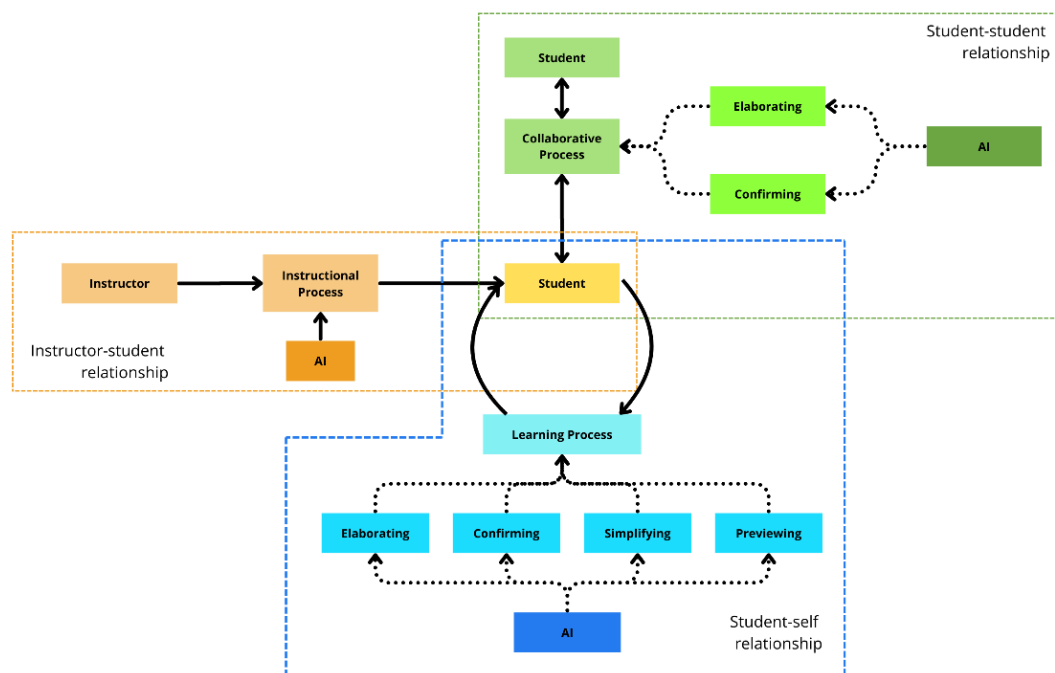 Student-student
relationship
Student
Elaborating
Collaborative
Process
AI
Confirming
Instructor
Instructional
Process
Student
Instructor-student
relationship
AI
Learning Process
Elaborating
Confirming
Simplifying
Previewing
AI
Student-self
relationship